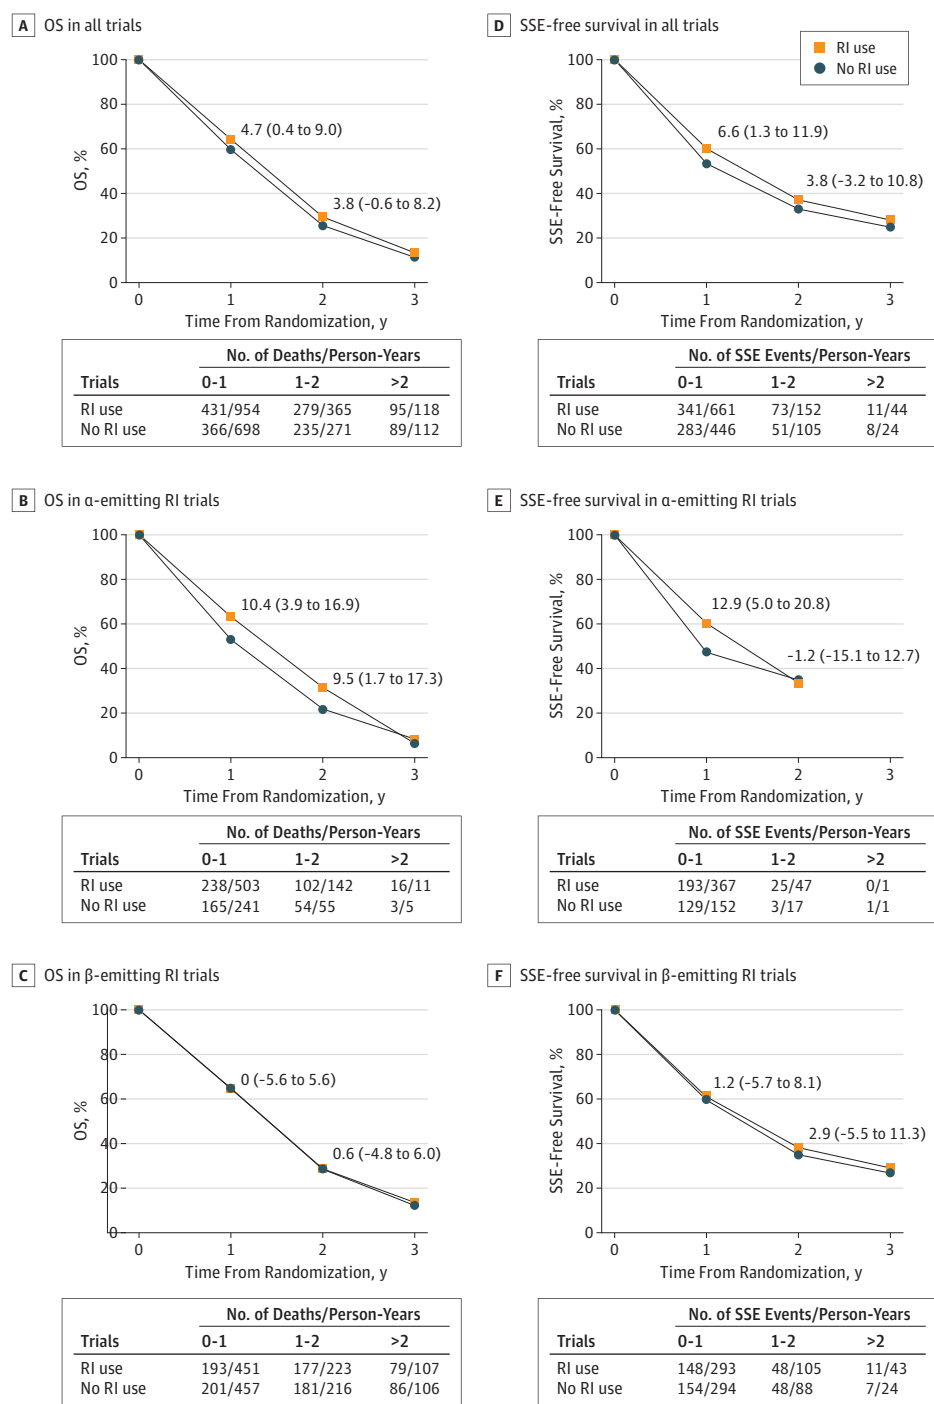 A OS in all trials
100
80
60
40
20
0
OS, %
4.7 (0.4 to 9.0)
3.8 (–0.6 to 8.2)
0 1 2 3
Time From Randomization, y
No. of Deaths/Person-Years
Trials 0-1 1-2 >2
RI use 431/954 279/365 95/118
No RI use 366/698 235/271 89/112
D SSE-free survival in all trials
RI use
No RI use
100
80
60
40
20
0
SSE-Free Survival, %
6.6 (1.3 to 11.9)
3.8 (–3.2 to 10.8)
0 1 2 3
Time From Randomization, y
No. of SSE Events/Person-Years
Trials 0-1 1-2 >2
RI use 341/661 73/152 11/44
No RI use 283/446 51/105 8/24
B OS in α-emitting RI trials
100
80
60
40
20
0
OS, %
10.4 (3.9 to 16.9)
9.5 (1.7 to 17.3)
0 1 2 3
Time From Randomization, y
No. of Deaths/Person-Years
Trials 0-1 1-2 >2
RI use 238/503 102/142 16/11
No RI use 165/241 54/55 3/5
E SSE-free survival in α-emitting RI trials
100
80
60
40
20
0
SSE-Free Survival, %
12.9 (5.0 to 20.8)
-1.2 (–15.1 to 12.7)
0 1 2 3
Time From Randomization, y
No. of SSE Events/Person-Years
Trials 0-1 1-2 >2
RI use 193/367 25/47 0/1
No RI use 129/152 3/17 1/1
C OS in β-emitting RI trials
100
80
60
40
20
0
OS, %
0 (–5.6 to 5.6)
0.6 (–4.8 to 6.0)
0 1 2 3
Time From Randomization, y
No. of Deaths/Person-Years
Trials 0-1 1-2 >2
RI use 193/451 177/223 79/107
No RI use 201/457 181/216 86/106
F SSE-free survival in β-emitting RI trials
100
80
60
40
20
0
SSE-Free Survival, %
1.2 (–5.7 to 8.1)
2.9 (–5.5 to 11.3)
0 1 2 3
Time From Randomization, y
No. of SSE Events/Person-Years
Trials 0-1 1-2 >2
RI use 148/293 48/105 11/43
No RI use 154/294 48/88 7/24